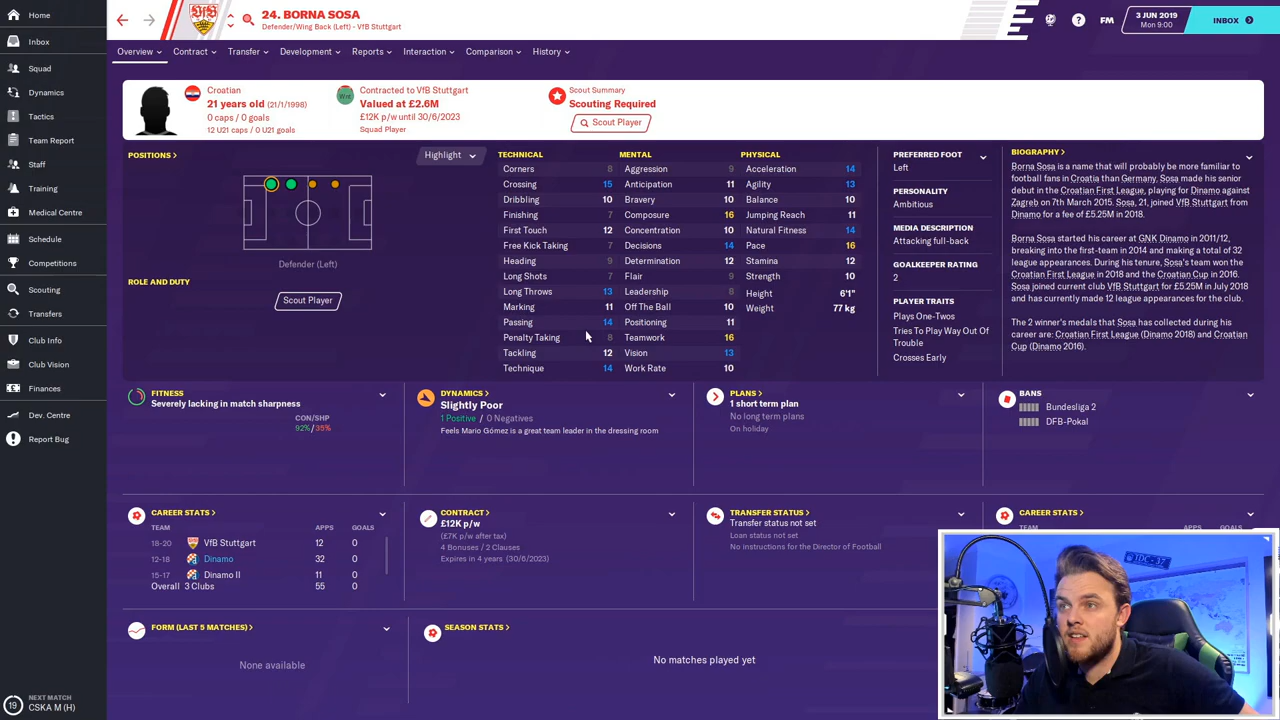 24. BORNA SOSA
Defender/Wing Back (Left) - VfB Stuttgart
3 JUN 2019
Mon 9:00
INBOX
FM
?
Home
Inbox
Squad
Dynamics
Tactics
Team Report
Staff
Training
Medical Centre
Schedule
Competitions
Scouting
Transfers
Club Info
Club Vision
Finances
Dev. Centre
Report Bug
19
NEXT MATCH
CSKA M (H)
Overview
Contract
Transfer
Development
Reports
Interaction
Comparison
History
Croatian
21 years old (21/1/1998)
0 caps / 0 goals
12 U21 caps / 0 U21 goals
Wnt
Contracted to VfB Stuttgart
Valued at £2.6M
£12K p/w until 30/6/2023
Squad Player
Scout Summary
Scouting Required
Scout Player
POSITIONS >
Highlight
Defender (Left)
ROLE AND DUTY
Scout Player
TECHNICAL
Corners 8
Crossing 15
Dribbling 10
Finishing 7
First Touch 12
Free Kick Taking 7
Heading 9
Long Shots 7
Long Throws 13
Marking 11
Passing 14
Penalty Taking 8
Tackling 12
Technique 14
MENTAL
Aggression 9
Anticipation 11
Bravery 10
Composure 16
Concentration 10
Decisions 14
Determination 12
Flair 9
Leadership 8
Off The Ball 10
Positioning 11
Teamwork 16
Vision 13
Work Rate 10
PHYSICAL
Acceleration 14
Agility 13
Balance 10
Jumping Reach 11
Natural Fitness 14
Pace 16
Stamina 12
Strength 10
Height 6'1"
Weight 77 kg
PREFERRED FOOT
Left
PERSONALITY
Ambitious
MEDIA DESCRIPTION
Attacking full-back
GOALKEEPER RATING
2
PLAYER TRAITS
Plays One-Twos
Tries To Play Way Out Of
Trouble
Crosses Early
BIOGRAPHY >
Borna Sosa is a name that will probably be more familiar to
football fans in Croatia than Germany. Sosa made his senior
debut in the Croatian First League, playing for Dinamo against
Zagreb on 7th March 2015. Sosa, 21, joined VfB Stuttgart from
Dinamo for a fee of £5.25M in 2018.
Borna Sosa started his career at GNK Dinamo in 2011/12,
breaking into the first-team in 2014 and making a total of 32
league appearances. During his tenure, Sosa's team won the
Croatian First League in 2018 and the Croatian Cup in 2016.
Sosa joined current club VfB Stuttgart for £5.25M in July 2018
and has currently made 12 league appearances for the club.
The 2 winner's medals that Sosa has collected during his
career are: Croatian First League (Dinamo 2018) and Croatian
Cup (Dinamo 2016).
FITNESS >
Severely lacking in match sharpness
CON/SHP
92%/35%
DYNAMICS >
Slightly Poor
1 Positive / 0 Negatives
Feels Mario Gómez is a great team leader in the dressing room
PLANS >
1 short term plan
No long term plans
On holiday
BANS
Bundesliga 2
DFB-Pokal
CAREER STATS >
TEAM APPS GOALS
18-20 VfB Stuttgart 12 0
12-18 Dinamo 32 0
15-17 Dinamo II 11 0
Overall 3 Clubs 55 0
CONTRACT >
£12K p/w
(£7K p/w after tax)
4 Bonuses / 2 Clauses
Expires in 4 years (30/6/2023)
TRANSFER STATUS >
Transfer status not set
Loan status not set
No instructions for the Director of Football
CAREER STATS >
TEAM APPS GOALS
FORM (LAST 5 MATCHES) >
None available
SEASON STATS >
No matches played yet
TDC-37